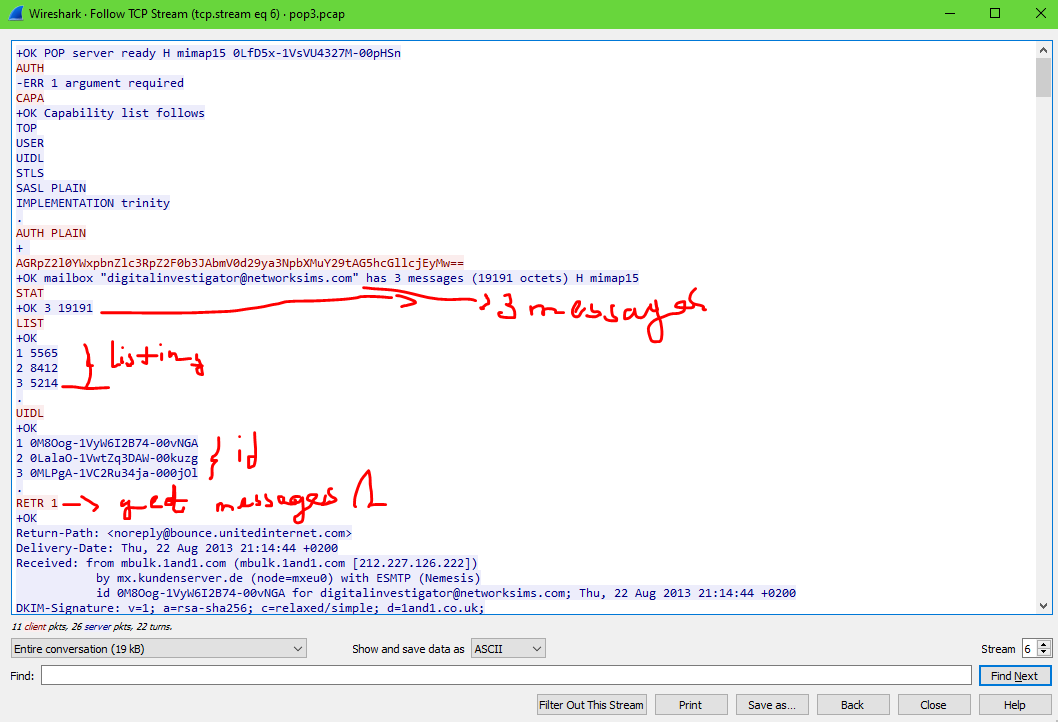 Wireshark · Follow TCP Stream (tcp.stream eq 6) · pop3.pcap
+OK POP server ready H mimap15 0LfD5x-1VsVU4327M-00pHSn
AUTH
-ERR 1 argument required
CAPA
+OK Capability list follows
TOP
USER
UIDL
STLS
SASL PLAIN
IMPLEMENTATION trinity
.
AUTH PLAIN
+
AGRpZ2l0YWxpbnZlc3RpZ2F0b3JAbmV0d29ya3NpbXMuY29tAG5hcGllcjEyMw==
+OK mailbox "digitalinvestigator@networksims.com" has 3 messages (19191 octets) H mimap15
STAT
+OK 3 19191
3 messages
LIST
+OK
1 5565
2 8412
3 5214
listing
.
UIDL
+OK
1 0M8Oog-1VyW6I2B74-00vNGA
2 0LalaO-1VwtZq3DAW-00kuzg
3 0MLPgA-1VC2Ru34ja-000jOl
id
.
RETR 1 get messages 1
+OK
Return-Path: <noreply@bounce.unitedinternet.com>
Delivery-Date: Thu, 22 Aug 2013 21:14:44 +0200
Received: from mbulk.1and1.com (mbulk.1and1.com [212.227.126.222])
by mx.kundenserver.de (node=mxeu0) with ESMTP (Nemesis)
id 0M8Oog-1VyW6I2B74-00vNGA for digitalinvestigator@networksims.com; Thu, 22 Aug 2013 21:14:44 +0200
DKIM-Signature: v=1; a=rsa-sha256; c=relaxed/simple; d=1and1.co.uk;
11 client pkts, 26 server pkts, 22 turns.
Entire conversation (19 kB) Show and save data as ASCII Stream 6
Find: Find Next
Filter Out This Stream Print Save as... Back Close Help